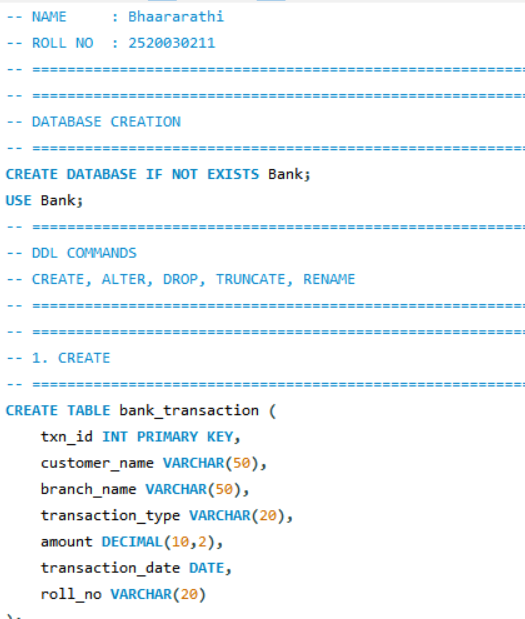 -- NAME     : Bhaararathi
-- ROLL NO  : 2520030211
-- ============================================================
-- ============================================================
-- DATABASE CREATION
-- ============================================================
CREATE DATABASE IF NOT EXISTS Bank;
USE Bank;
-- ============================================================
-- DDL COMMANDS
-- CREATE, ALTER, DROP, TRUNCATE, RENAME
-- ============================================================
-- ============================================================
-- 1. CREATE
-- ============================================================
CREATE TABLE bank_transaction (
    txn_id INT PRIMARY KEY,
    customer_name VARCHAR(50),
    branch_name VARCHAR(50),
    transaction_type VARCHAR(20),
    amount DECIMAL(10,2),
    transaction_date DATE,
    roll_no VARCHAR(20)
);